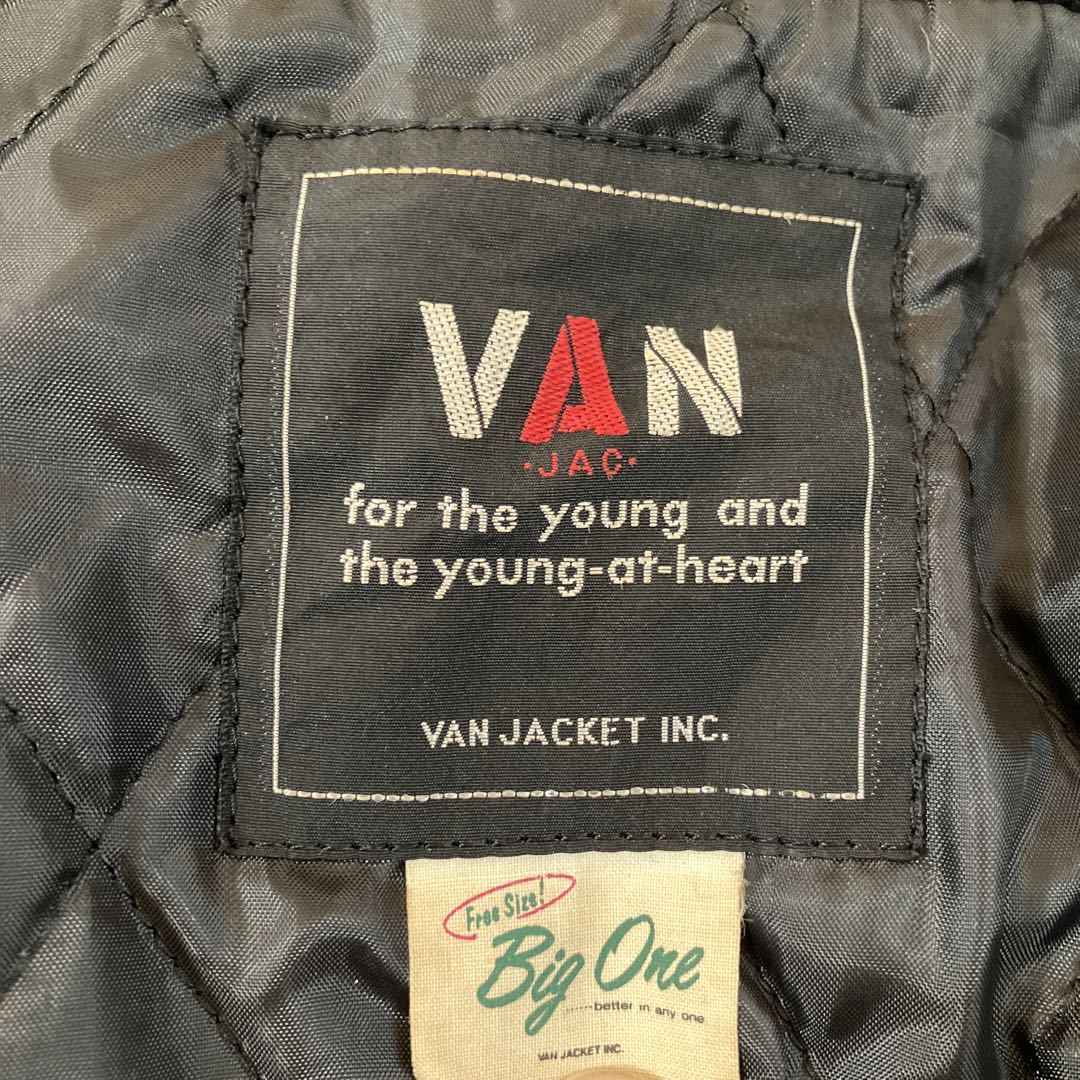 VAN
·JAC·
for the young and
the young-at-heart
VAN JACKET INC.
Free Size!
Big One
......better in any one
VAN JACKET INC.